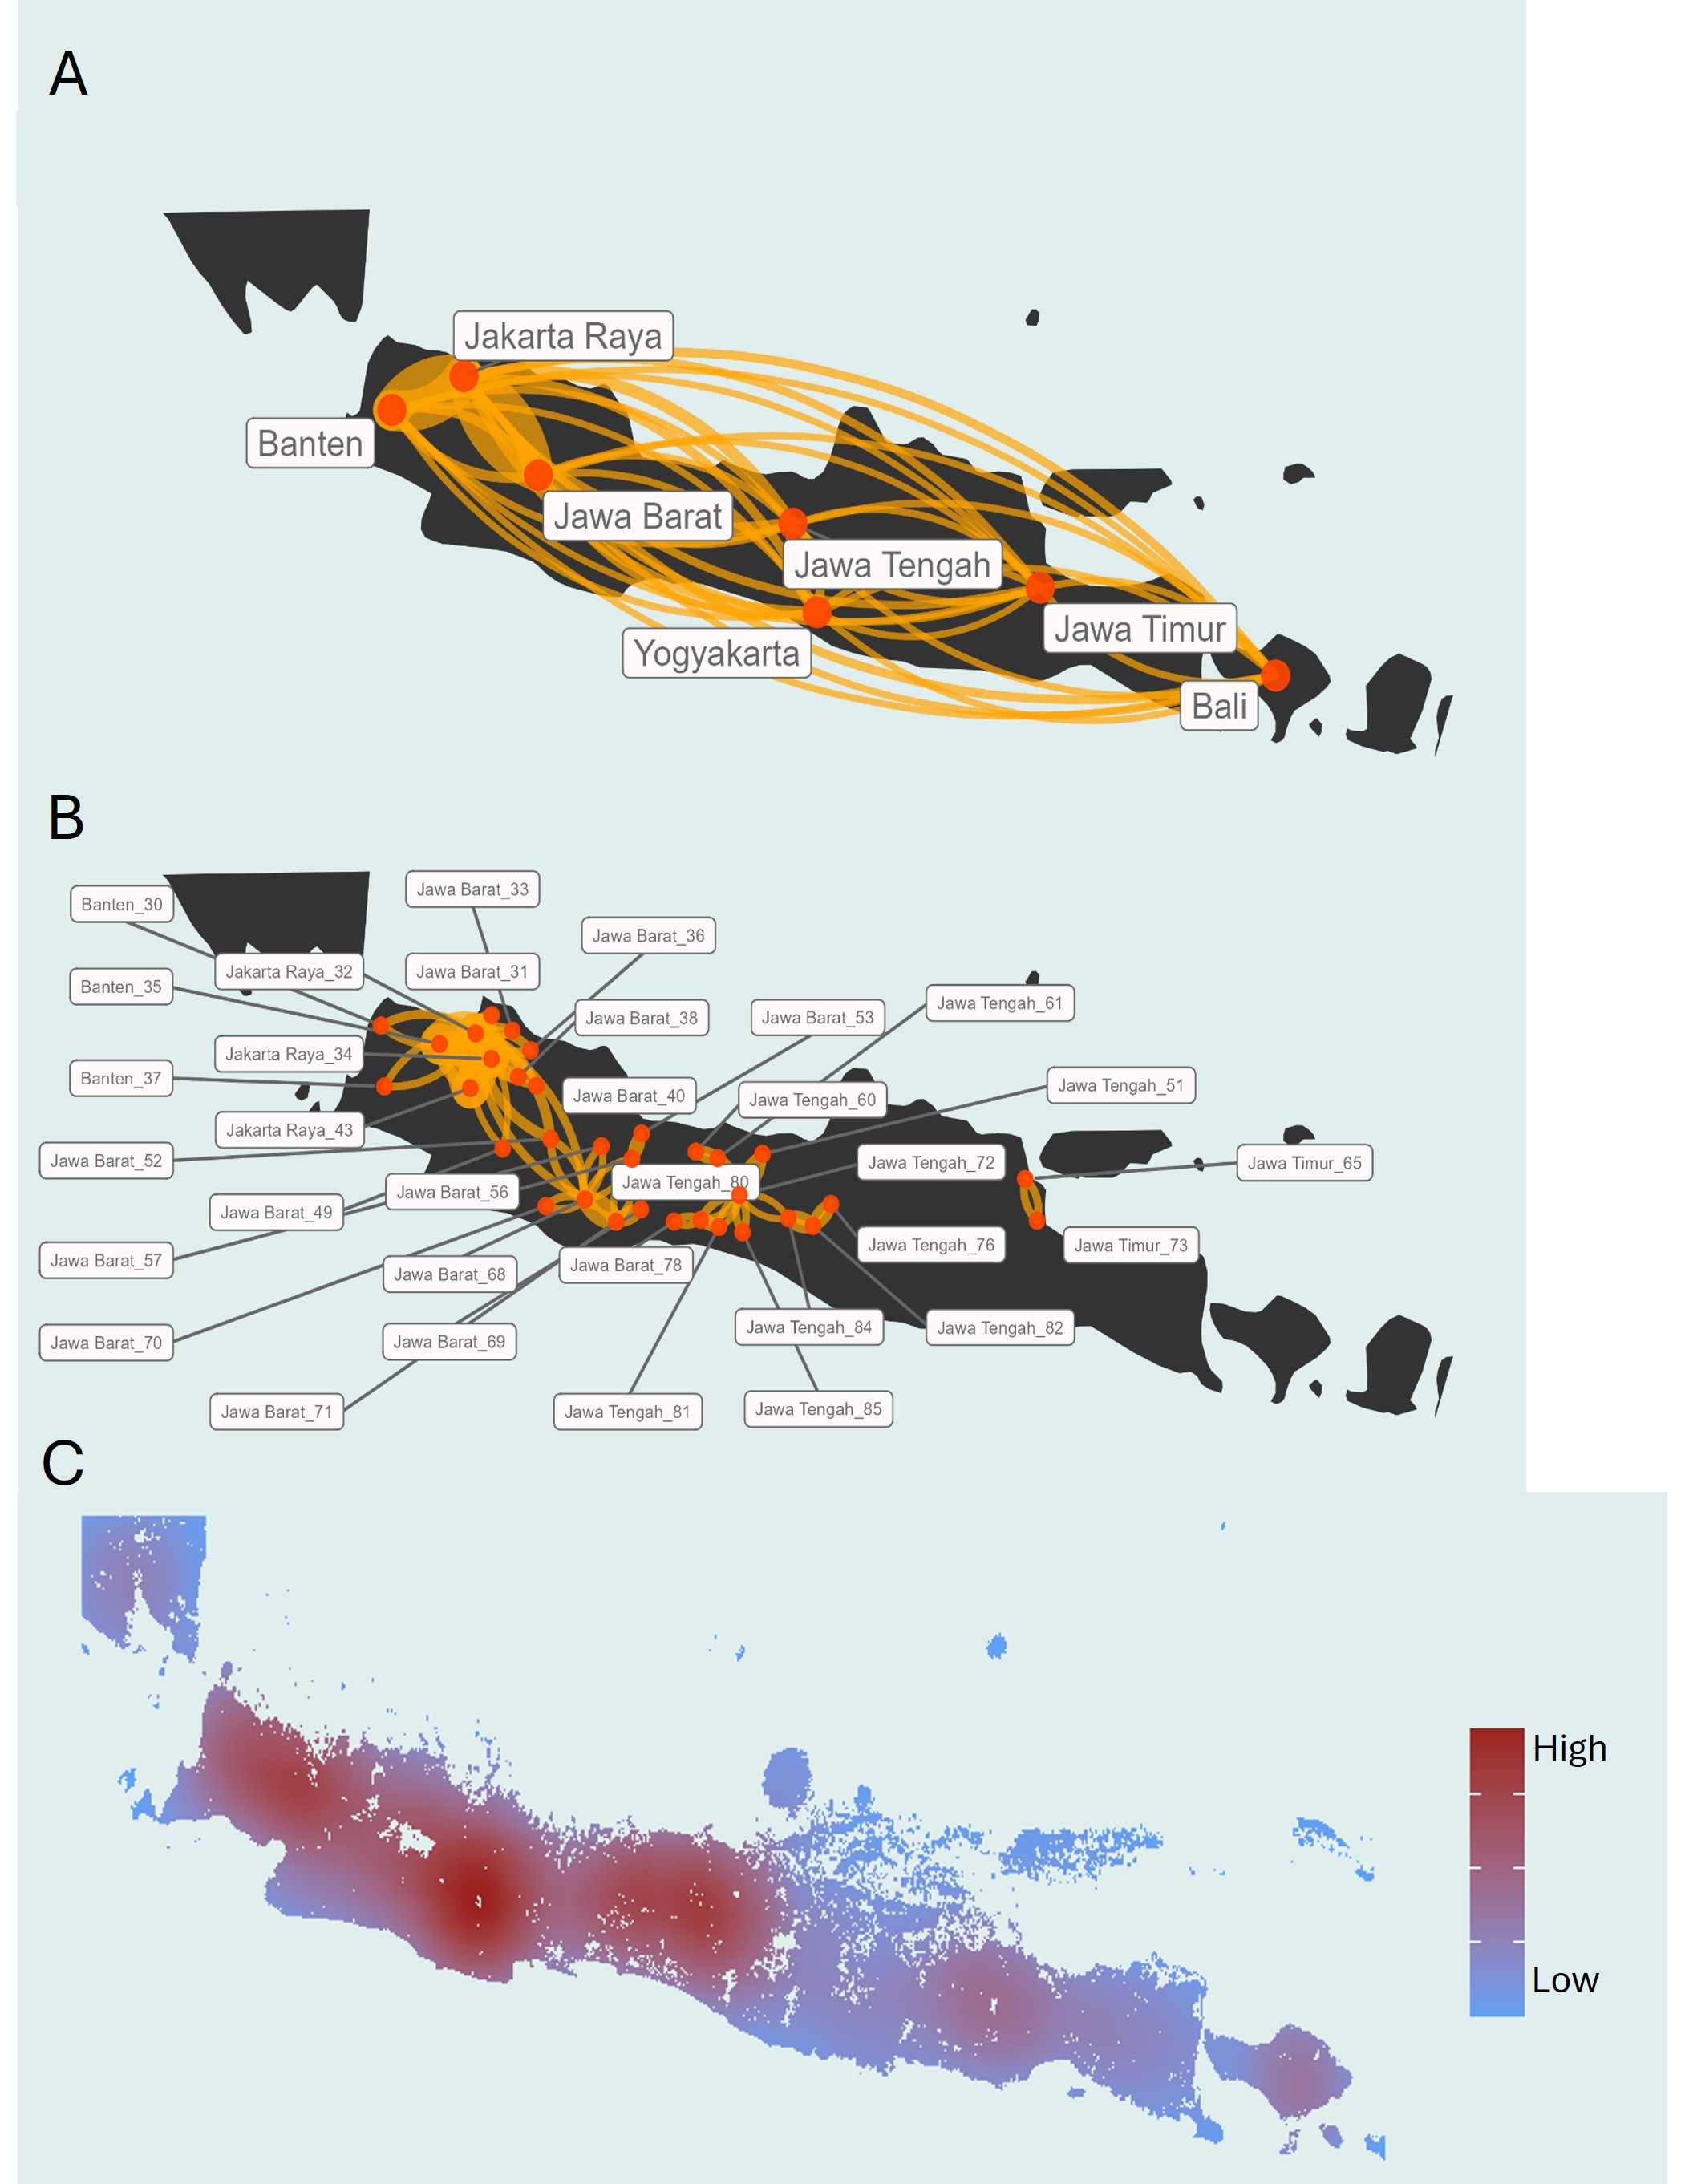 A
Jakarta Raya
Banten
Jawa Barat
Jawa Tengah
Jawa Timur
Yogyakarta
Bali
B
Jawa Barat_33
Banten_30
Jawa Barat_36
Jakarta Raya_32
Jawa Barat_31
Banten_35
Jawa Tengah_61
Jawa Barat_38
Jawa Barat_53
Jakarta Raya_34
Banten_37
Jawa Tengah_51
Jawa Barat_40
Jawa Tengah_60
Jakarta Raya_43
Jawa Barat_52
Jawa Tengah_72
Jawa Timur_65
Jawa Tengah_80
Jawa Barat_56
Jawa Barat_49
Jawa Tengah_76
Jawa Timur_73
Jawa Barat_57
Jawa Barat_78
Jawa Barat_68
Jawa Tengah_84
Jawa Tengah_82
Jawa Barat_70
Jawa Barat_69
Jawa Barat_71
Jawa Tengah_81
Jawa Tengah_85
C
High
Low